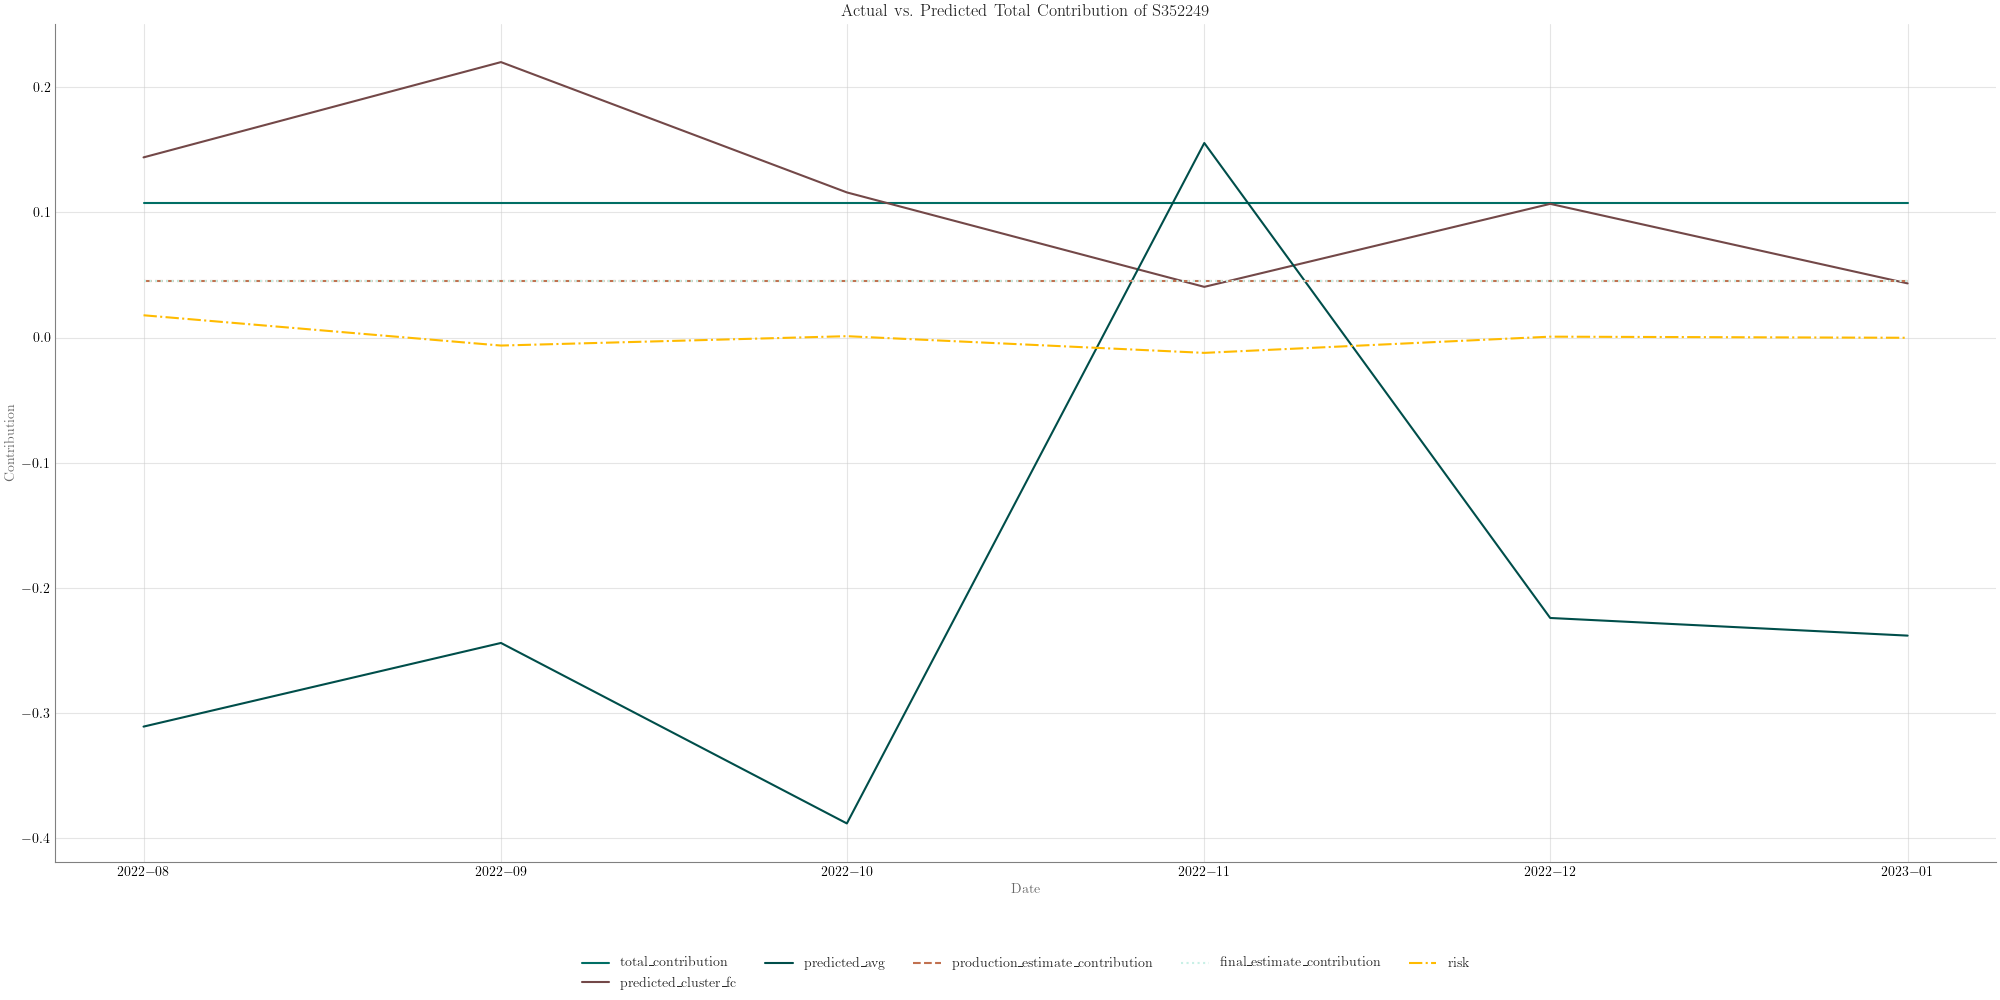 Actual vs. Predicted Total Contribution of S352249
Contribution
0.2
0.1
0.0
−0.1
−0.2
−0.3
−0.4
2022−08 2022−09 2022−10 2022−11 2022−12 2023−01
Date
total_contribution predicted_avg production_estimate_contribution final_estimate_contribution risk
predicted_cluster_fc